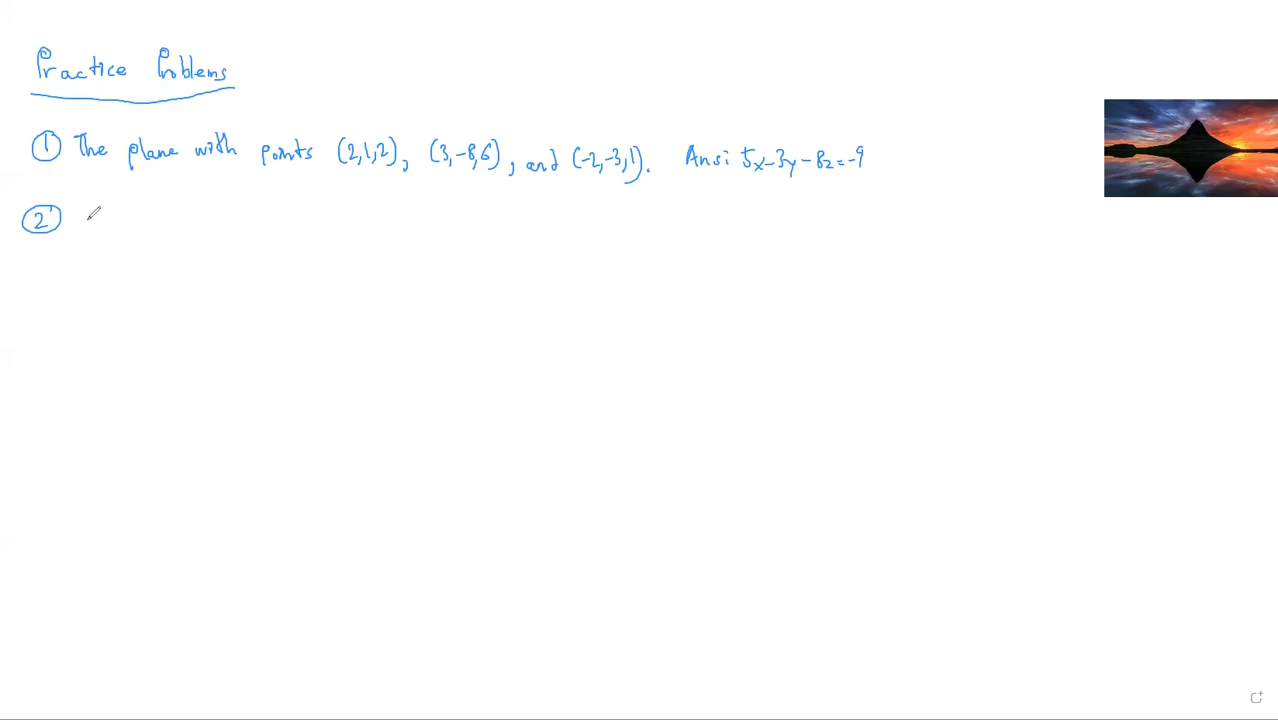 Practice Problems
① The plane with points (2,1,2), (3,-8,6), and (-2,-3,1). Ans: 5x-3y-8z=-9
②